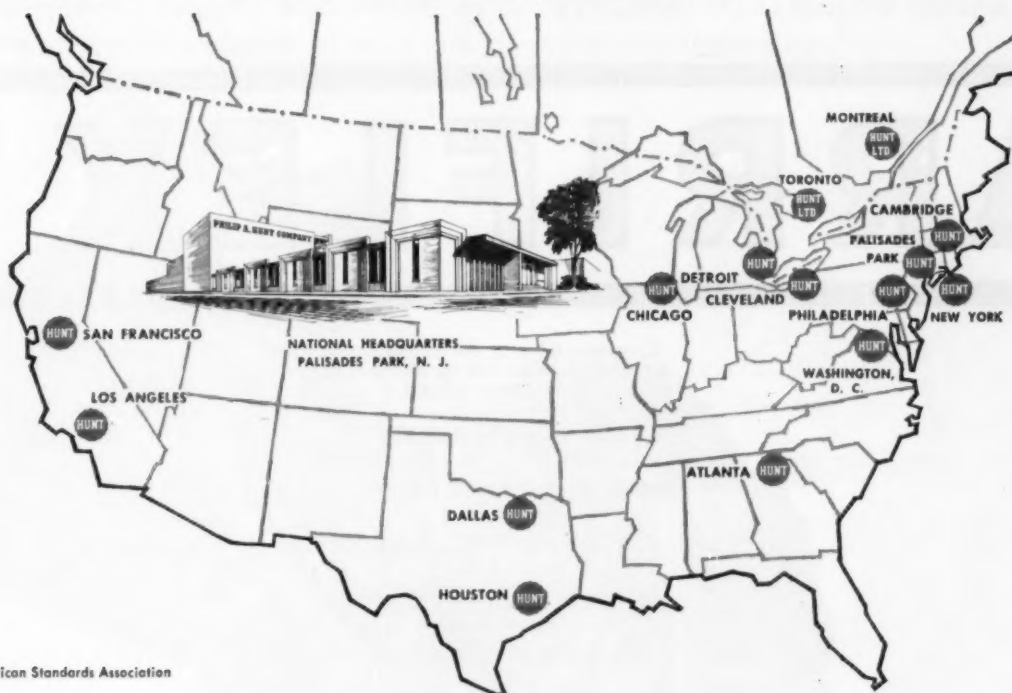 MONTREAL
HUNT
LTD
TORONTO
HUNT
LTD
CAMBRIDGE
HUNT
PHILIP A. HUNT COMPANY
PALISADES
PARK
HUNT
DETROIT
HUNT
CLEVELAND
HUNT
CHICAGO
HUNT
PHILADELPHIA
HUNT
NEW YORK
HUNT
HUNT
SAN FRANCISCO
NATIONAL HEADQUARTERS
PALISADES PARK, N. J.
HUNT
WASHINGTON,
D. C.
LOS ANGELES
HUNT
ATLANTA
HUNT
DALLAS
HUNT
HOUSTON
HUNT
ican Standards Association